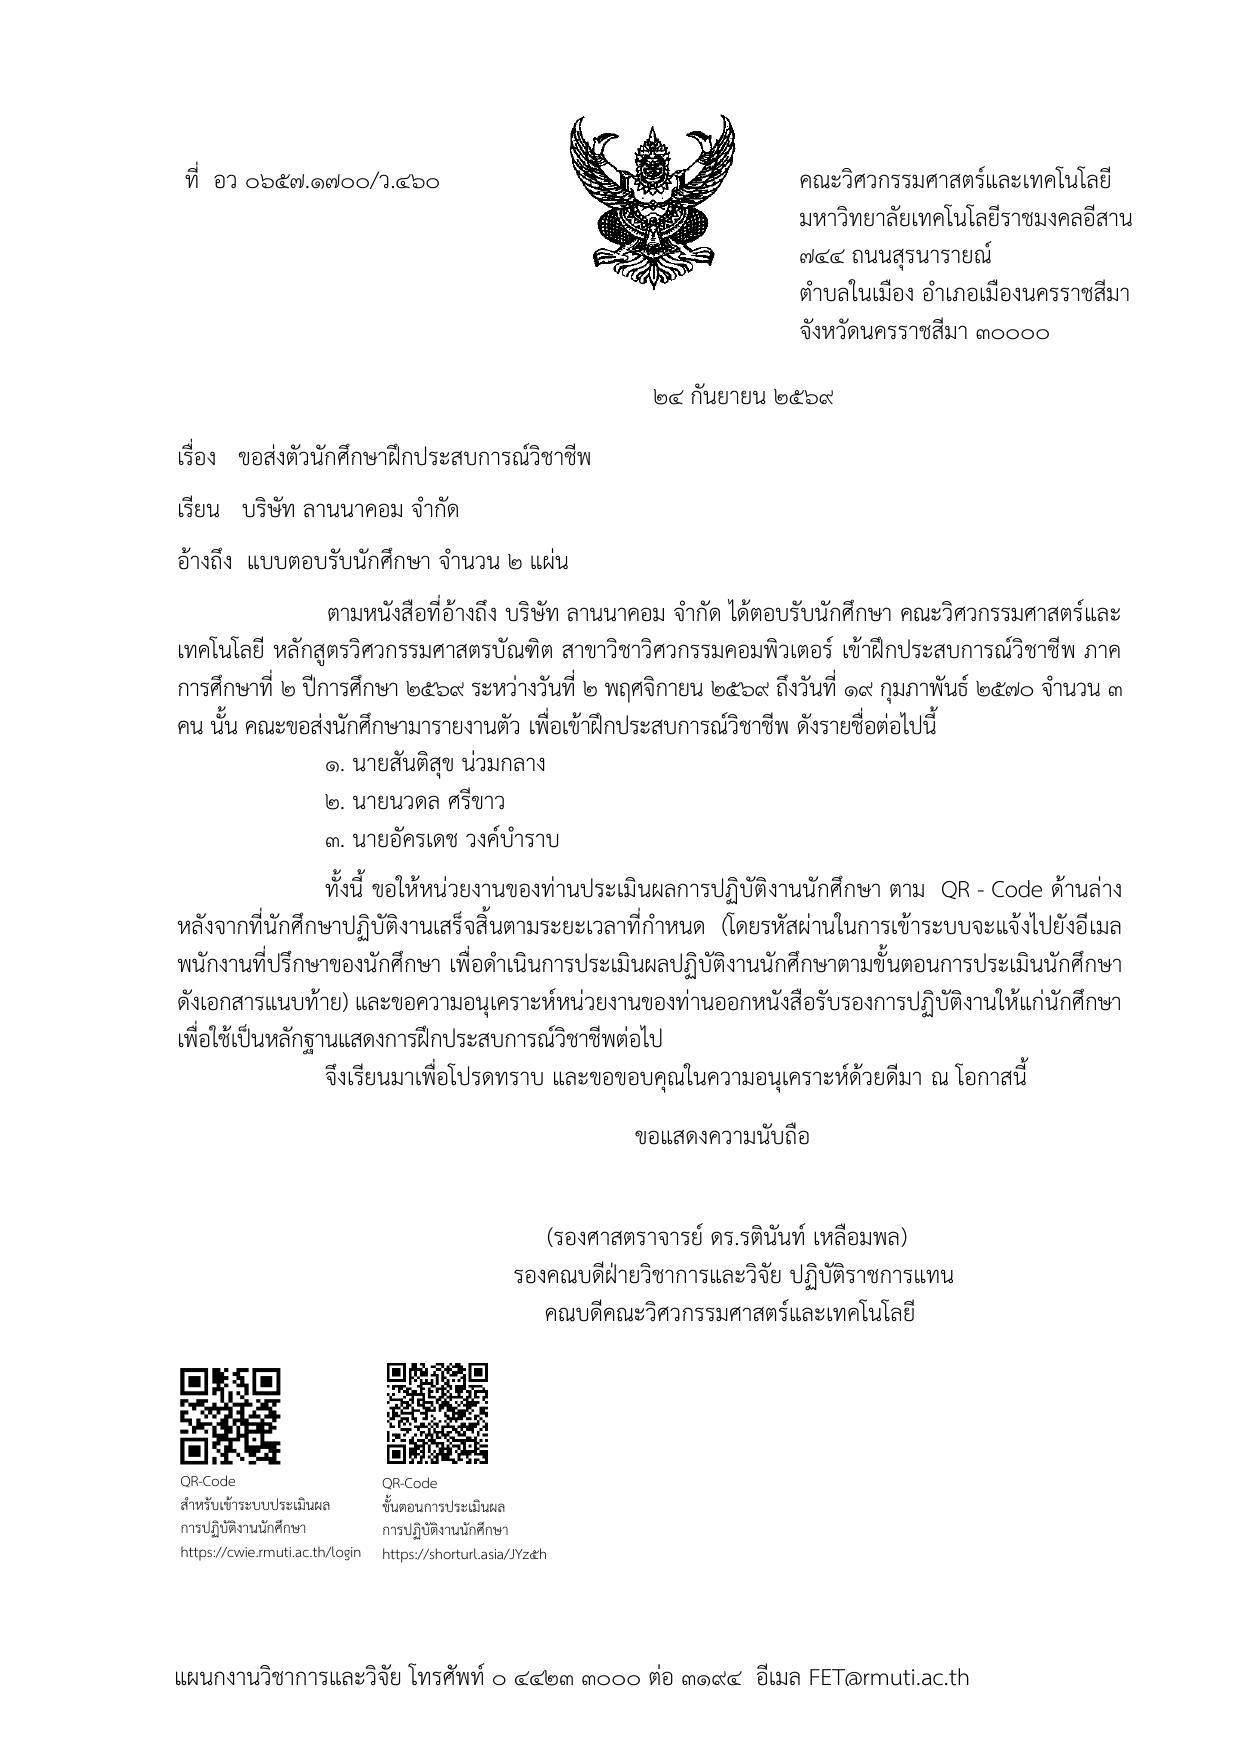 ที่ อว ๐๖๕๗.๑๗๐๐/ว.๔๖๐
คณะวิศวกรรมศาสตร์และเทคโนโลยี
มหาวิทยาลัยเทคโนโลยีราชมงคลอีสาน
๗๔๔ ถนนสุรนารายณ์
ตำบลในเมือง อำเภอเมืองนครราชสีมา
จังหวัดนครราชสีมา ๓๐๐๐๐
๒๔ กันยายน ๒๕๖๙
เรื่อง ขอส่งตัวนักศึกษาฝึกประสบการณ์วิชาชีพ
เรียน บริษัท ลานนาคอม จำกัด
อ้างถึง แบบตอบรับนักศึกษา จำนวน ๒ แผ่น
ตามหนังสือที่อ้างถึง บริษัท ลานนาคอม จำกัด ได้ตอบรับนักศึกษา คณะวิศวกรรมศาสตร์และ
เทคโนโลยี หลักสูตรวิศวกรรมศาสตรบัณฑิต สาขาวิชาวิศวกรรมคอมพิวเตอร์ เข้าฝึกประสบการณ์วิชาชีพ ภาค
การศึกษาที่ ๒ ปีการศึกษา ๒๕๖๙ ระหว่างวันที่ ๒ พฤศจิกายน ๒๕๖๙ ถึงวันที่ ๑๙ กุมภาพันธ์ ๒๕๗๐ จำนวน ๓
คน นั้น คณะขอส่งนักศึกษามารายงานตัว เพื่อเข้าฝึกประสบการณ์วิชาชีพ ดังรายชื่อต่อไปนี้
๑. นายสันติสุข น่วมกลาง
๒. นายนวดล ศรีขาว
๓. นายอัครเดช วงค์บำราบ
ทั้งนี้ ขอให้หน่วยงานของท่านประเมินผลการปฏิบัติงานนักศึกษา ตาม QR - Code ด้านล่าง
หลังจากที่นักศึกษาปฏิบัติงานเสร็จสิ้นตามระยะเวลาที่กำหนด (โดยรหัสผ่านในการเข้าระบบจะแจ้งไปยังอีเมล
พนักงานที่ปรึกษาของนักศึกษา เพื่อดำเนินการประเมินผลปฏิบัติงานนักศึกษาตามขั้นตอนการประเมินนักศึกษา
ดังเอกสารแนบท้าย) และขอความอนุเคราะห์หน่วยงานของท่านออกหนังสือรับรองการปฏิบัติงานให้แก่นักศึกษา
เพื่อใช้เป็นหลักฐานแสดงการฝึกประสบการณ์วิชาชีพต่อไป
จึงเรียนมาเพื่อโปรดทราบ และขอขอบคุณในความอนุเคราะห์ด้วยดีมา ณ โอกาสนี้
ขอแสดงความนับถือ
(รองศาสตราจารย์ ดร.รตินันท์ เหลือมพล)
รองคณบดีฝ่ายวิชาการและวิจัย ปฏิบัติราชการแทน
คณบดีคณะวิศวกรรมศาสตร์และเทคโนโลยี
QR-Code
สำหรับเข้าระบบประเมินผล
การปฏิบัติงานนักศึกษา
https://cwie.rmuti.ac.th/login
QR-Code
ขั้นตอนการประเมินผล
การปฏิบัติงานนักศึกษา
https://shorturl.asia/JYz๕h
แผนกงานวิชาการและวิจัย โทรศัพท์ ๐ ๔๔๒๓ ๓๐๐๐ ต่อ ๓๑๙๔ อีเมล FET@rmuti.ac.th